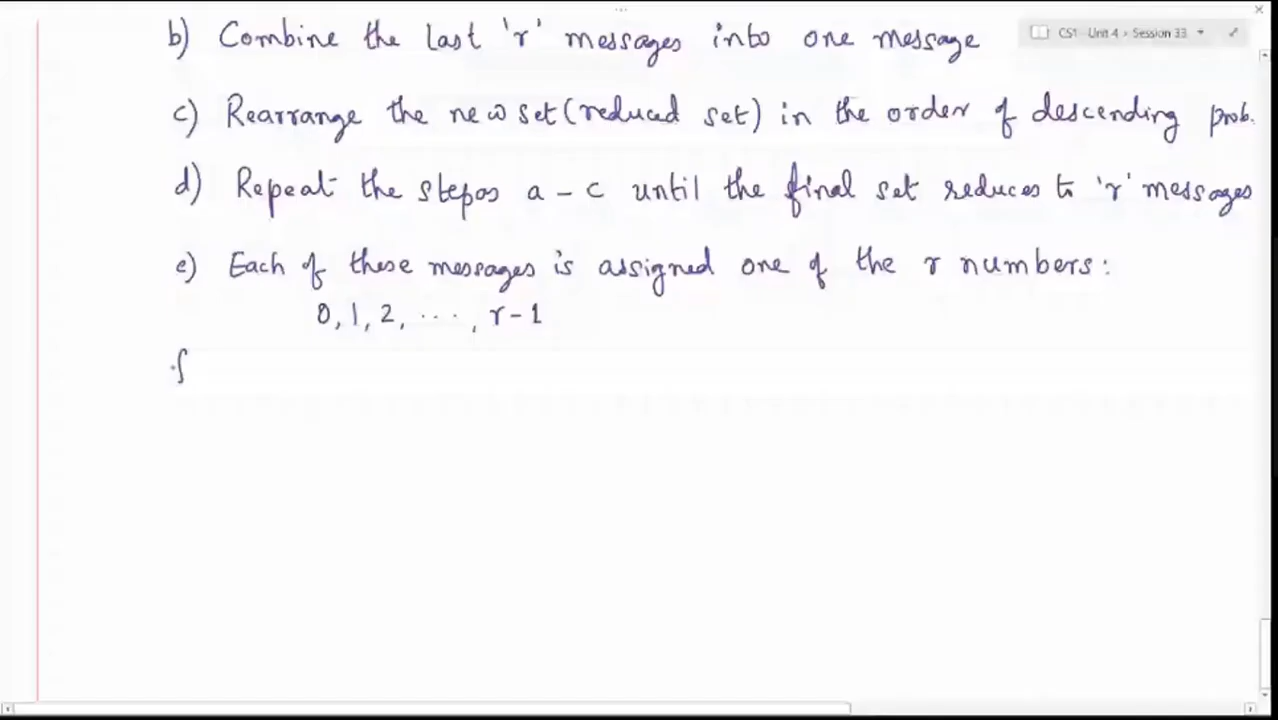 CS1 - Unit 4 > Session 33
b) Combine the last 'r' messages into one message
c) Rearrange the new set (reduced set) in the order of descending prob.
d) Repeat the stepos a - c until the final set reduces to 'r' messages
e) Each of these messages is assigned one of the r numbers:
0, 1, 2, ..., r - 1
f